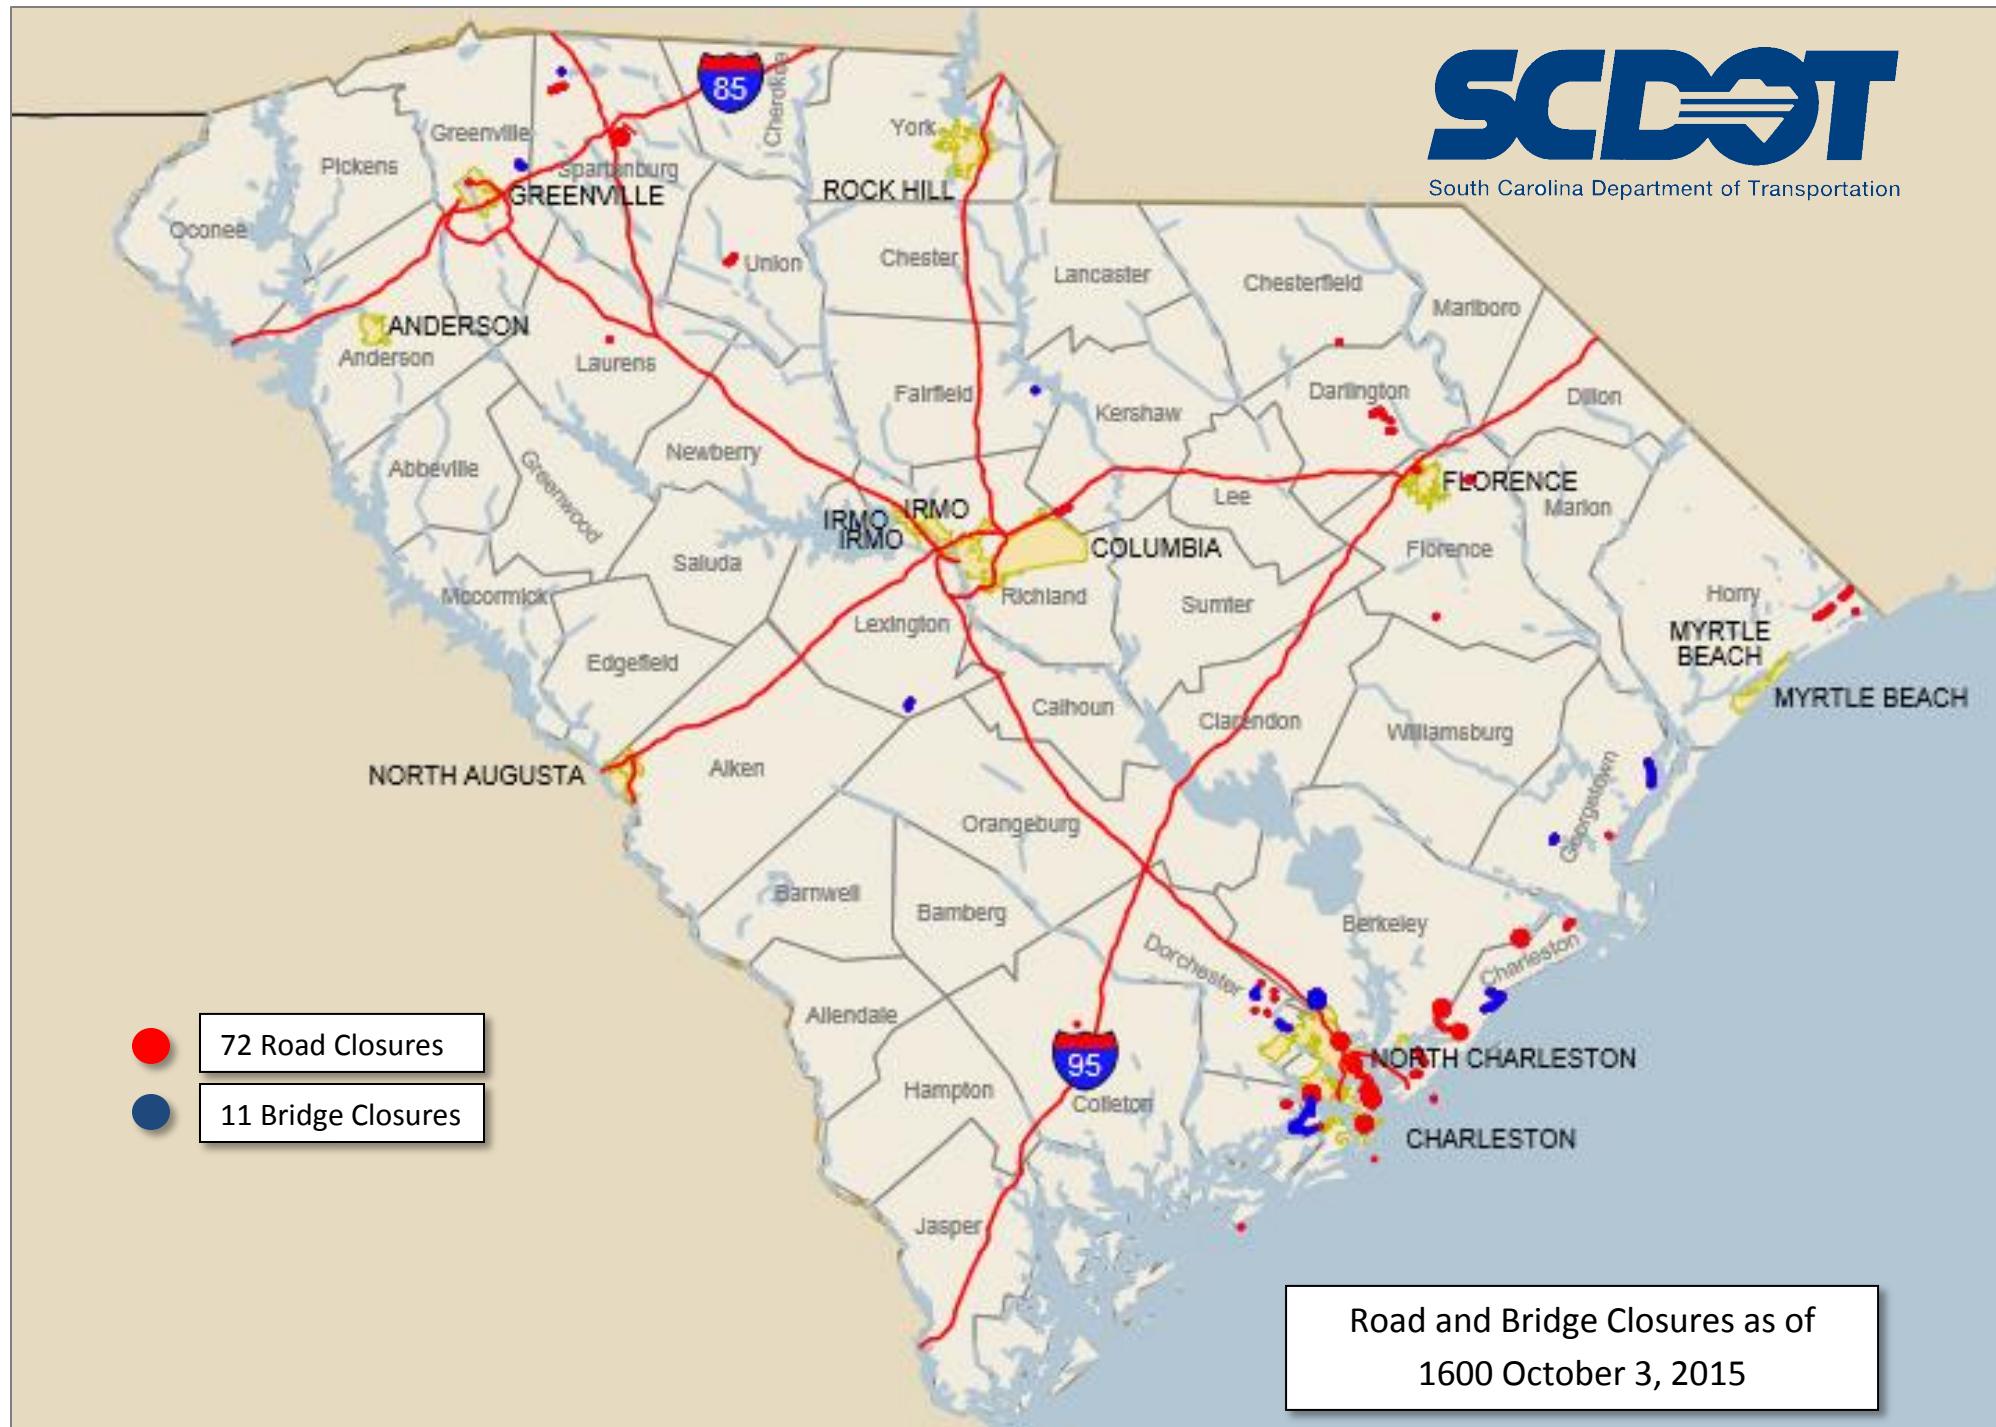 SCDOT
South Carolina Department of Transportation
85
Cherokee
York
Greenville
Pickens
Spartanburg
GREENVILLE
ROCK HILL
Oconee
Union
Chester
Lancaster
Chesterfield
Marlboro
ANDERSON
Anderson
Laurens
Fairfield
Kershaw
Darlington
Dillon
Abbeville
Greenwood
Newberry
IRMO
IRMO
IRMO
Lee
FLORENCE
Marion
COLUMBIA
Saluda
Florence
Mccormick
Richland
Sumter
Horry
Lexington
MYRTLE
BEACH
Edgefield
MYRTLE BEACH
Calhoun
Clarendon
Williamsburg
NORTH AUGUSTA
Aiken
Georgetown
Orangeburg
Barnwell
Bamberg
Berkeley
Dorchester
Charleston
Allendale
72 Road Closures
95
NORTH CHARLESTON
Hampton
Colleton
11 Bridge Closures
CHARLESTON
Jasper
Road and Bridge Closures as of
1600 October 3, 2015